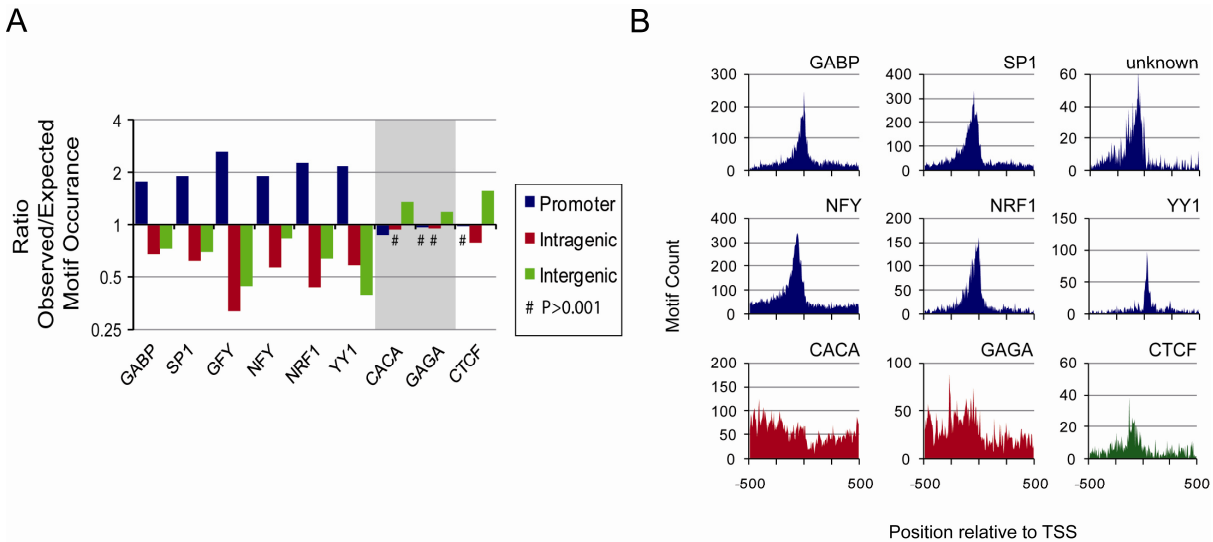 A
Ratio
Observed/Expected
Motif Occurance
4
2
1
0.5
0.25
# # # #
GABP SP1 GFY NFY NRF1 YY1 CACA GAGA CTCF
Promoter
Intragenic
Intergenic
# P>0.001
B
Motif Count
GABP SP1 unknown
300 400 60
200 300 40
100 200 20
0 100 0
0
NFY NRF1 YY1
400 200 150
300 150 100
200 100 50
100 50 0
0 0
CACA GAGA CTCF
200 100 60
150 50 40
100 0 20
50 0
0
-500 500 -500 500 -500 500
Position relative to TSS